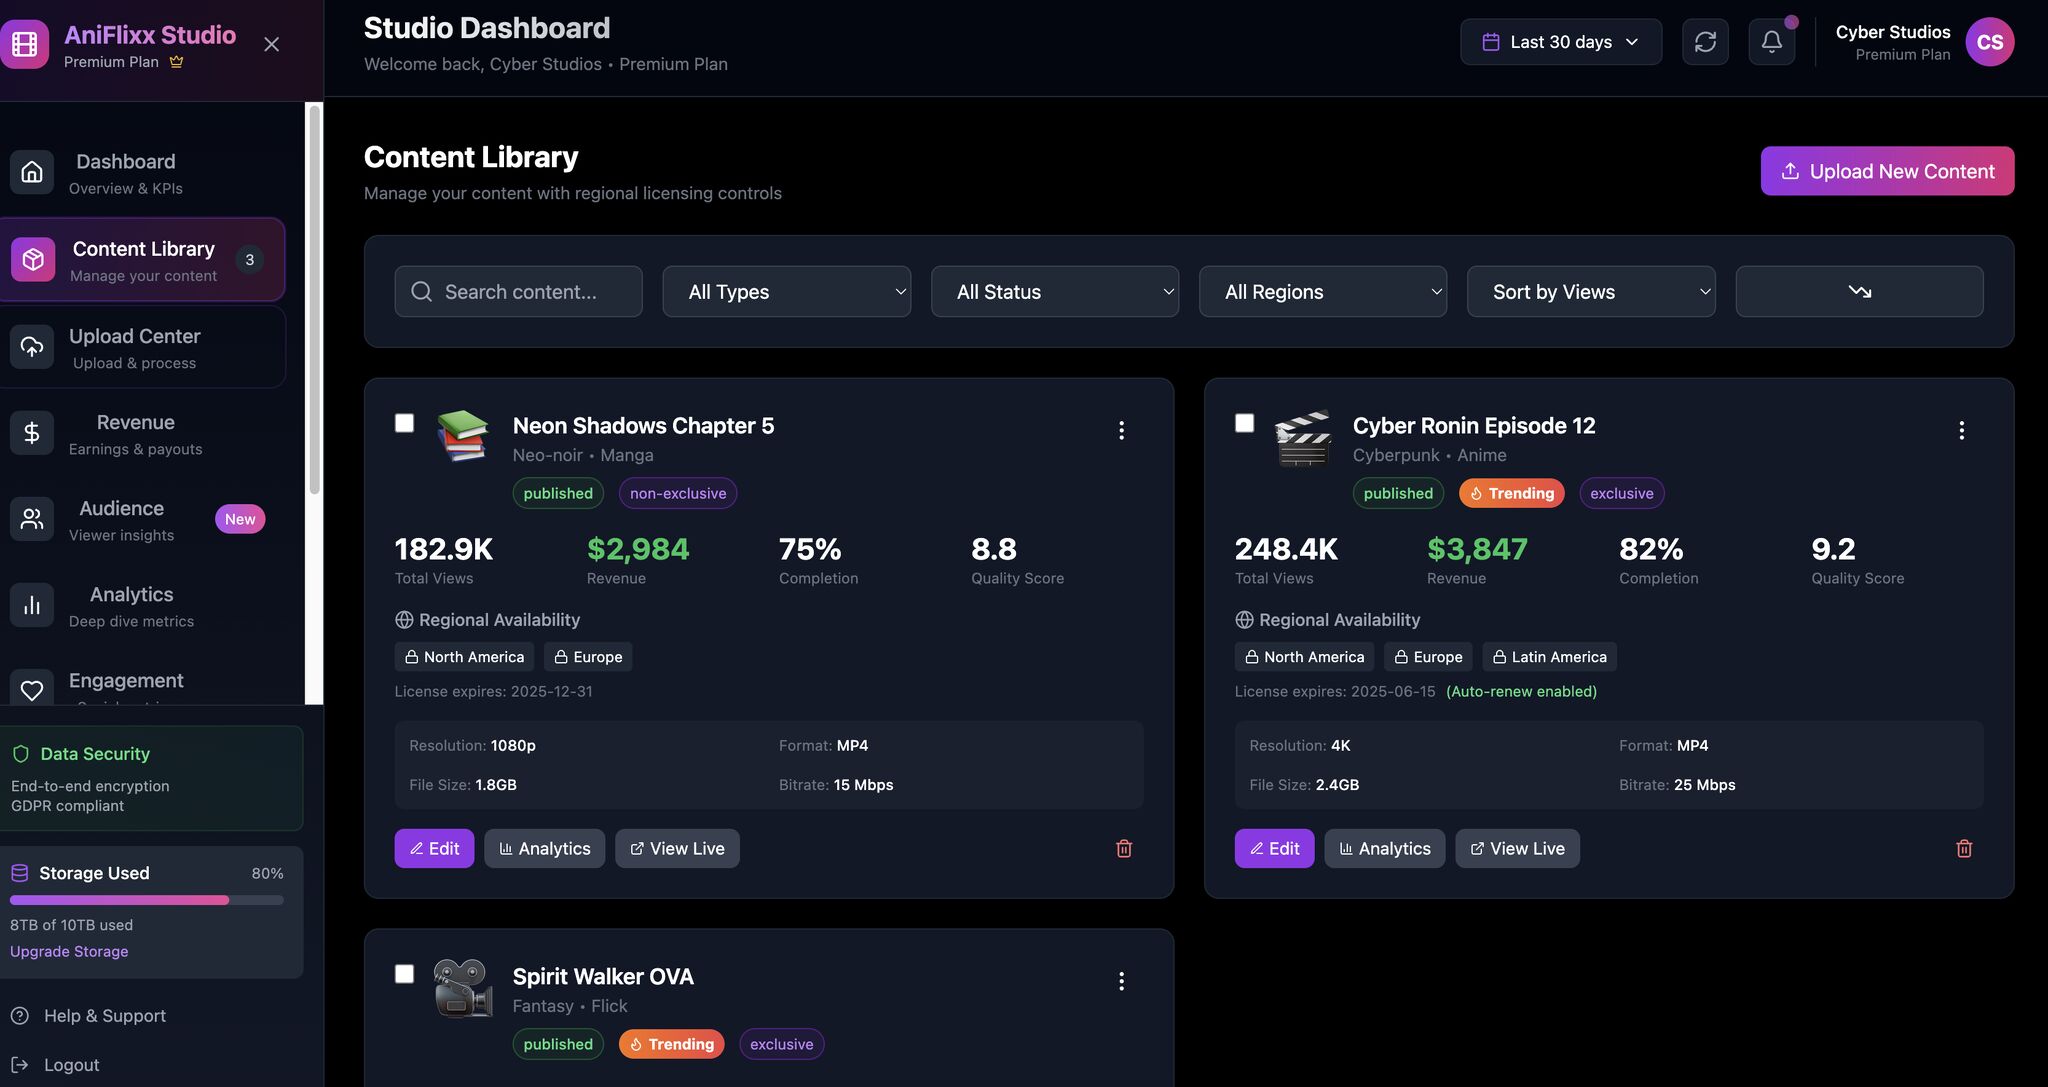 AniFlixx Studio
Premium Plan
Dashboard
Overview & KPIs
Content Library
Manage your content
3
Upload Center
Upload & process
Revenue
Earnings & payouts
Audience
Viewer insights
New
Analytics
Deep dive metrics
Engagement
Data Security
End-to-end encryption
GDPR compliant
Storage Used
80%
8TB of 10TB used
Upgrade Storage
Help & Support
Logout
Studio Dashboard
Welcome back, Cyber Studios • Premium Plan
Last 30 days
Cyber Studios
Premium Plan
CS
Content Library
Manage your content with regional licensing controls
Upload New Content
Search content...
All Types
All Status
All Regions
Sort by Views
Neon Shadows Chapter 5
Neo-noir • Manga
published
non-exclusive
182.9K
Total Views
$2,984
Revenue
75%
Completion
8.8
Quality Score
Regional Availability
North America
Europe
License expires: 2025-12-31
Resolution: 1080p
Format: MP4
File Size: 1.8GB
Bitrate: 15 Mbps
Edit
Analytics
View Live
Cyber Ronin Episode 12
Cyberpunk • Anime
published
Trending
exclusive
248.4K
Total Views
$3,847
Revenue
82%
Completion
9.2
Quality Score
Regional Availability
North America
Europe
Latin America
License expires: 2025-06-15 (Auto-renew enabled)
Resolution: 4K
Format: MP4
File Size: 2.4GB
Bitrate: 25 Mbps
Edit
Analytics
View Live
Spirit Walker OVA
Fantasy • Flick
published
Trending
exclusive